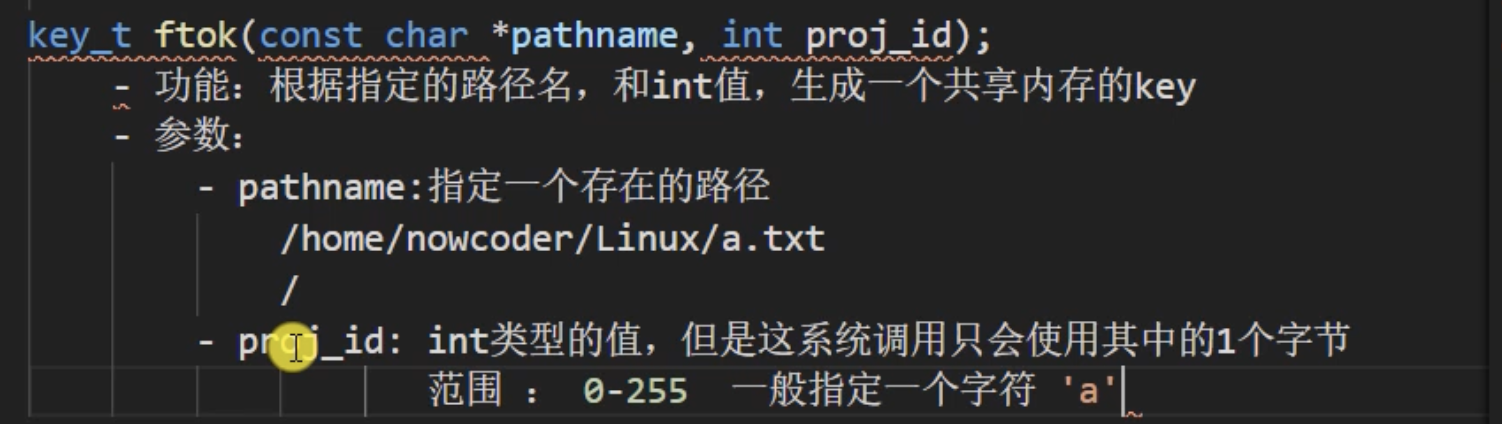 key_t ftok(const char *pathname, int proj_id);
- 功能：根据指定的路径名，和int值，生成一个共享内存的key
- 参数：
- pathname:指定一个存在的路径
/home/nowcoder/Linux/a.txt
/
- proj_id: int类型的值，但是这系统调用只会使用其中的1个字节
范围 ： 0-255  一般指定一个字符 'a'